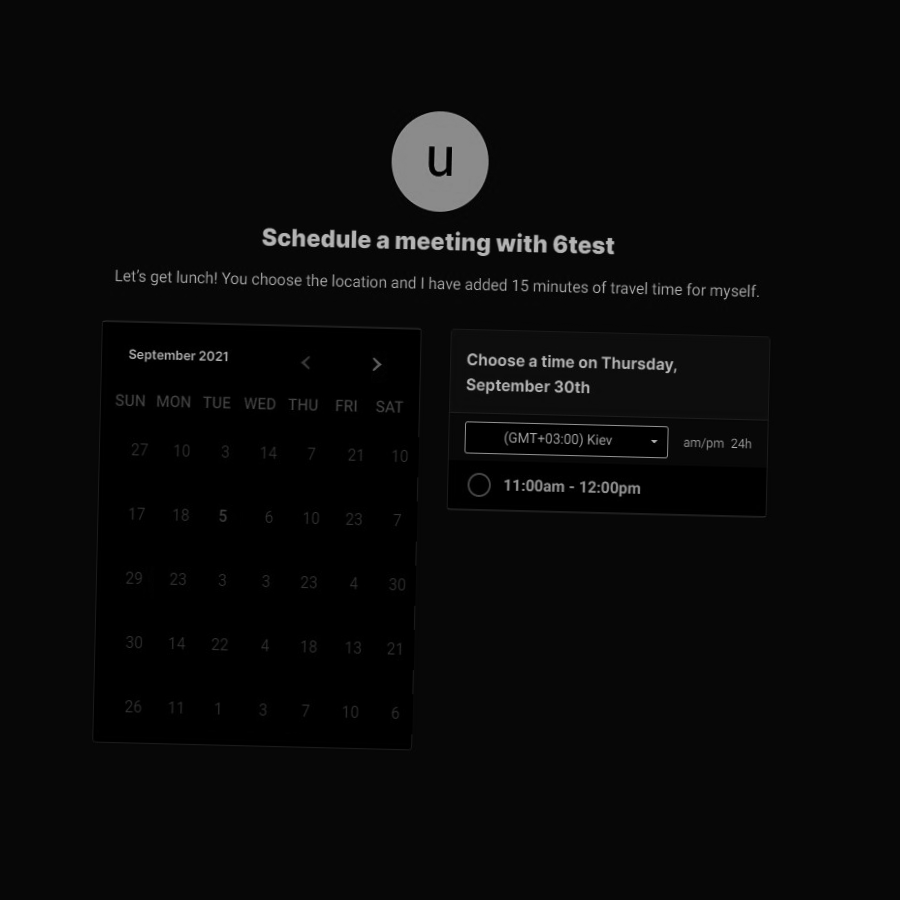 u
Schedule a meeting with 6test
Let's get lunch! You choose the location and I have added 15 minutes of travel time for myself.
September 2021
SUN MON TUE WED THU FRI SAT
27 10 3 14 7 21 10
17 18 5 6 10 23 7
29 23 3 3 23 4 30
30 14 22 4 18 13 21
26 11 1 3 7 10 6
Choose a time on Thursday,
September 30th
(GMT+03:00) Kiev am/pm 24h
11:00am - 12:00pm